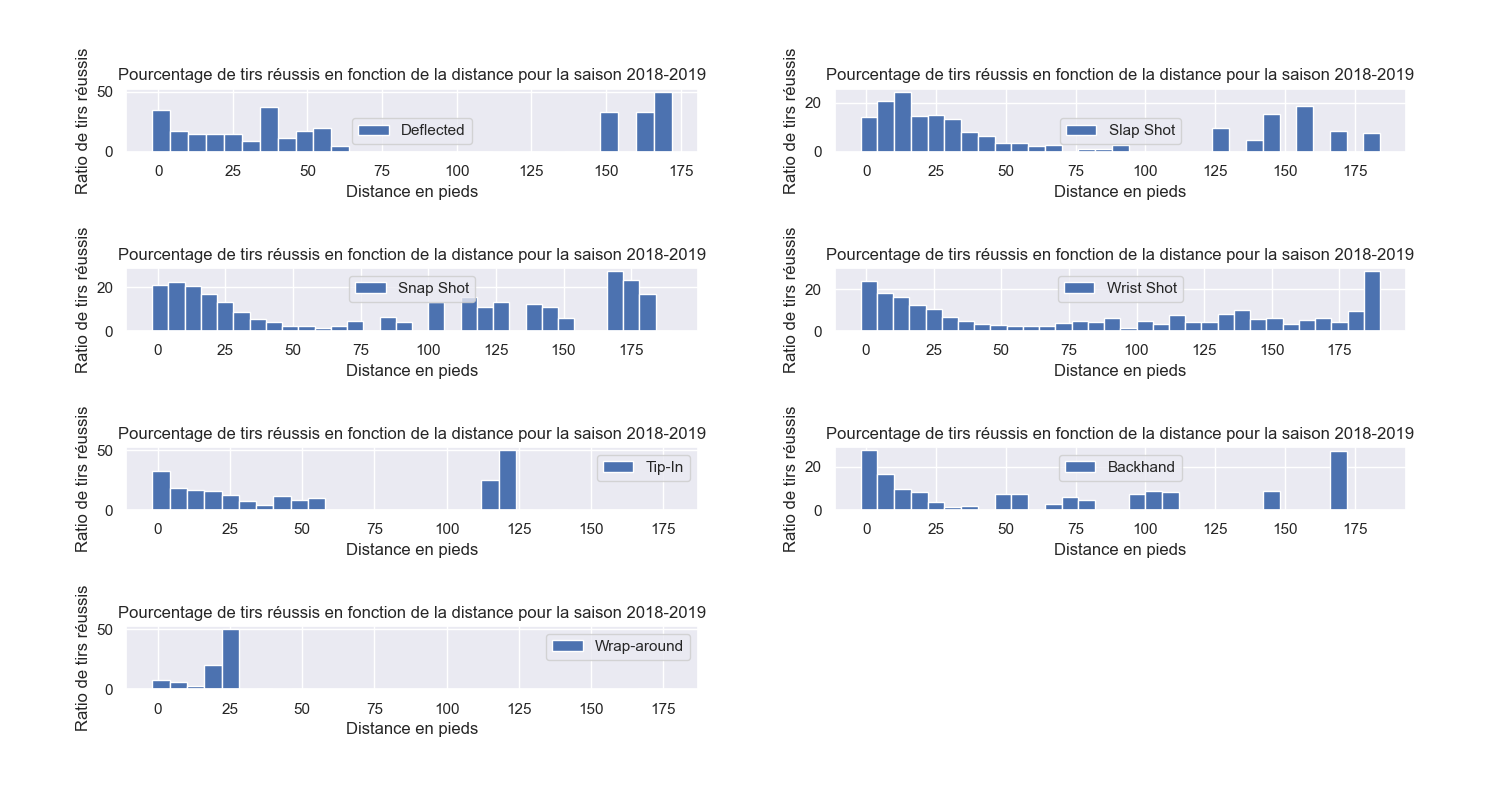 Pourcentage de tirs réussis en fonction de la distance pour la saison 2018-2019
Ratio de tirs réussis
50
0
Deflected
0 25 50 75 100 125 150 175
Distance en pieds
Pourcentage de tirs réussis en fonction de la distance pour la saison 2018-2019
Ratio de tirs réussis
20
0
Slap Shot
0 25 50 75 100 125 150 175
Distance en pieds
Pourcentage de tirs réussis en fonction de la distance pour la saison 2018-2019
Ratio de tirs réussis
20
0
Snap Shot
0 25 50 75 100 125 150 175
Distance en pieds
Pourcentage de tirs réussis en fonction de la distance pour la saison 2018-2019
Ratio de tirs réussis
20
0
Wrist Shot
0 25 50 75 100 125 150 175
Distance en pieds
Pourcentage de tirs réussis en fonction de la distance pour la saison 2018-2019
Ratio de tirs réussis
50
0
Tip-In
0 25 50 75 100 125 150 175
Distance en pieds
Pourcentage de tirs réussis en fonction de la distance pour la saison 2018-2019
Ratio de tirs réussis
20
0
Backhand
0 25 50 75 100 125 150 175
Distance en pieds
Pourcentage de tirs réussis en fonction de la distance pour la saison 2018-2019
Ratio de tirs réussis
50
0
Wrap-around
0 25 50 75 100 125 150 175
Distance en pieds